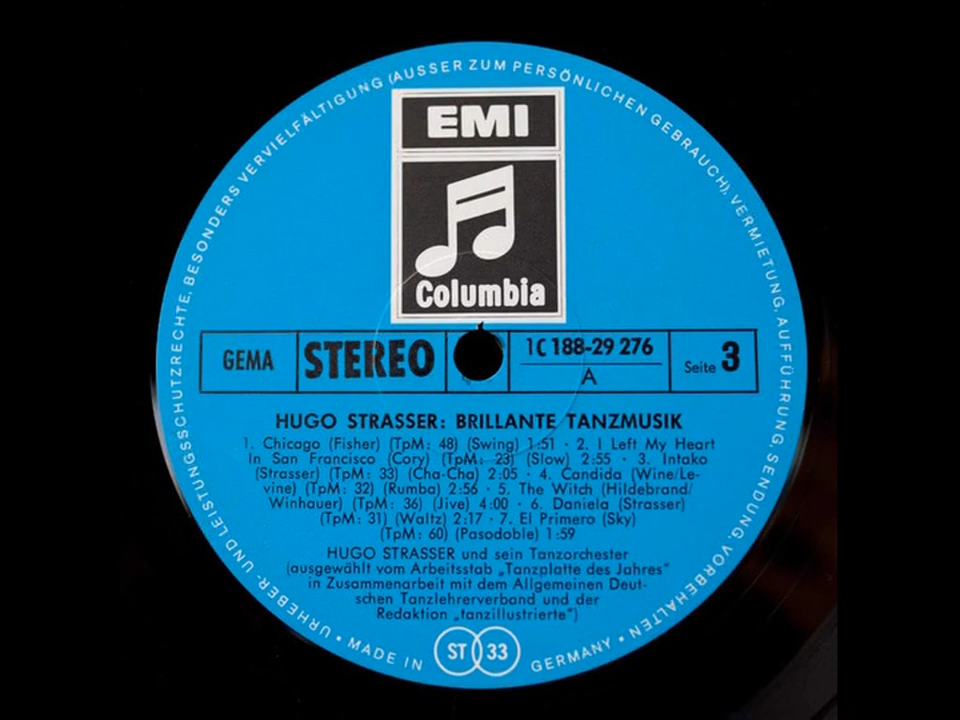 URHEBER- UND LEISTUNGSSCHUTZRECHTE, BESONDERS VERVIELFÄLTIGUNG (AUSSER ZUM PERSÖNLICHEN GEBRAUCH), VERMIETUNG, AUFFÜHRUNG, SENDUNG, VORBEHALTEN •
EMI
Columbia
GEMA
STEREO
1C 188-29 276
A
Seite 3
HUGO STRASSER: BRILLANTE TANZMUSIK
1. Chicago (Fisher) (TpM: 48) (Swing) 1:51 · 2. I Left My Heart
In San Francisco (Cory) (TpM: 23) (Slow) 2:55 · 3. Intako
(Strasser) (TpM: 33) (Cha-Cha) 2:05 · 4. Candida (Wine/Le-
vine) (TpM: 32) (Rumba) 2:56 · 5. The Witch (Hildebrand/
Winhauer) (TpM: 36) (Jive) 4:00 · 6. Daniela (Strasser)
(TpM: 31) (Waltz) 2:17 · 7. El Primero (Sky)
(TpM: 60) (Pasodoble) 1:59
HUGO STRASSER und sein Tanzorchester
(ausgewählt vom Arbeitsstab „Tanzplatte des Jahres"
in Zusammenarbeit mit dem Allgemeinen Deut-
schen Tanzlehrerverband und der
Redaktion „tanzillustrierte")
• MADE IN GERMANY •
ST 33